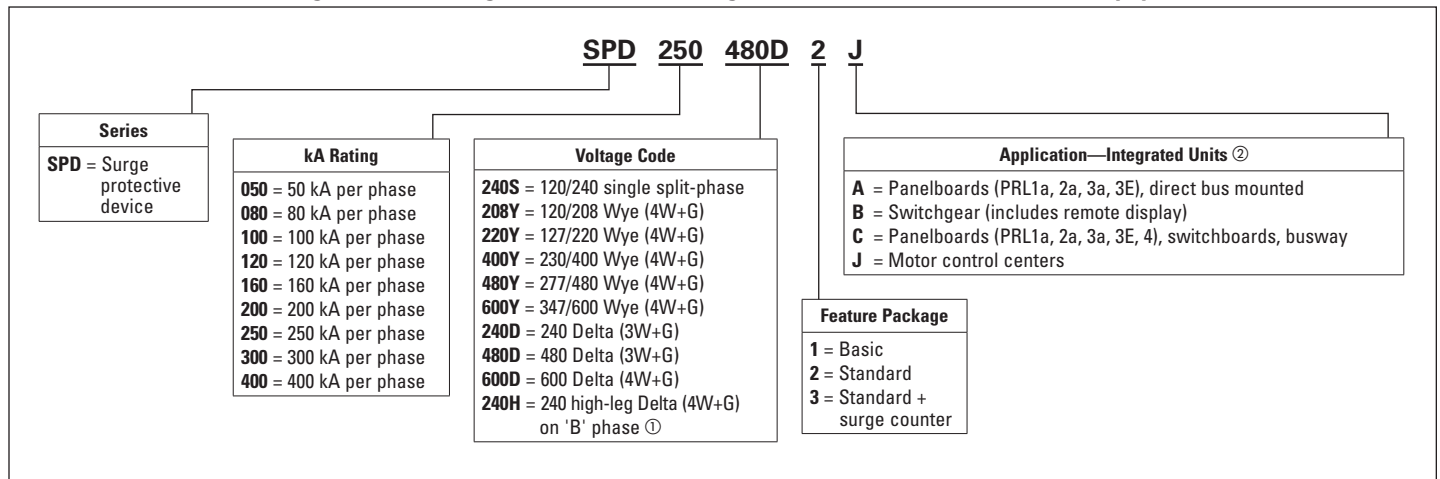 SPD 250 480D 2 J
Series
SPD = Surge
protective
device
kA Rating
050 = 50 kA per phase
080 = 80 kA per phase
100 = 100 kA per phase
120 = 120 kA per phase
160 = 160 kA per phase
200 = 200 kA per phase
250 = 250 kA per phase
300 = 300 kA per phase
400 = 400 kA per phase
Voltage Code
240S = 120/240 single split-phase
208Y = 120/208 Wye (4W+G)
220Y = 127/220 Wye (4W+G)
400Y = 230/400 Wye (4W+G)
480Y = 277/480 Wye (4W+G)
600Y = 347/600 Wye (4W+G)
240D = 240 Delta (3W+G)
480D = 480 Delta (3W+G)
600D = 600 Delta (4W+G)
240H = 240 high-leg Delta (4W+G)
on 'B' phase ①
Feature Package
1 = Basic
2 = Standard
3 = Standard +
surge counter
Application—Integrated Units ②
A = Panelboards (PRL1a, 2a, 3a, 3E), direct bus mounted
B = Switchgear (includes remote display)
C = Panelboards (PRL1a, 2a, 3a, 3E, 4), switchboards, busway
J = Motor control centers